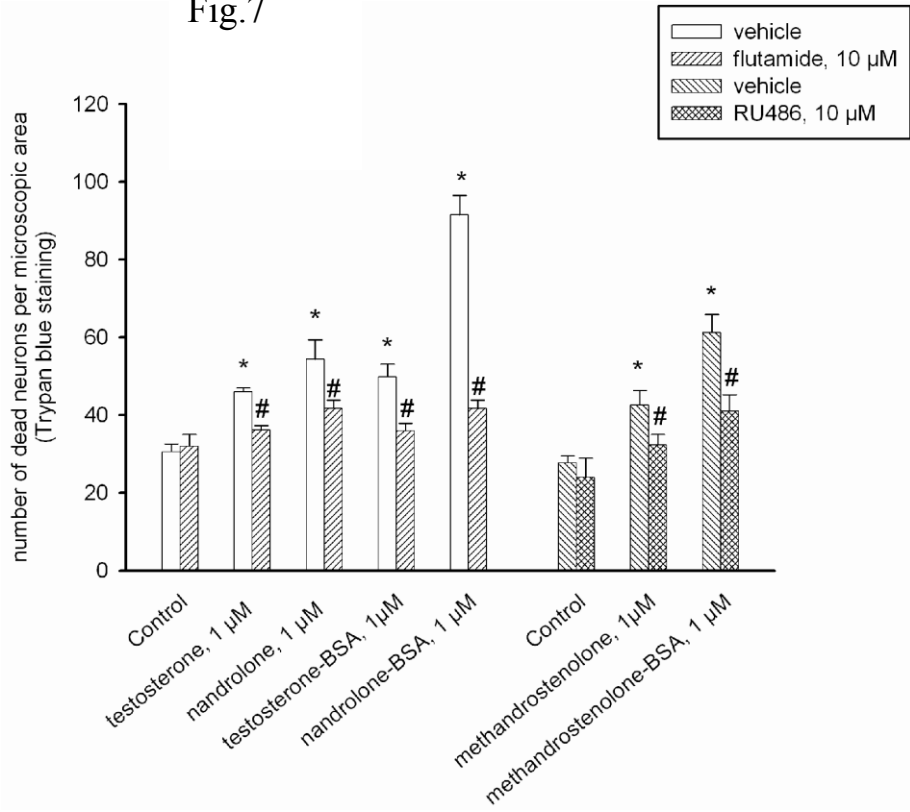 Fig.7
vehicle
flutamide, 10 µM
vehicle
RU486, 10 µM
number of dead neurons per microscopic area
(Trypan blue staining)
120
100
80
60
40
20
0
*
#
*
#
*
#
*
#
*
#
*
#
Control
testosterone, 1 µM
nandrolone, 1 µM
testosterone-BSA, 1µM
nandrolone-BSA, 1 µM
Control
methandrostenolone, 1µM
methandrostenolone-BSA, 1 µM